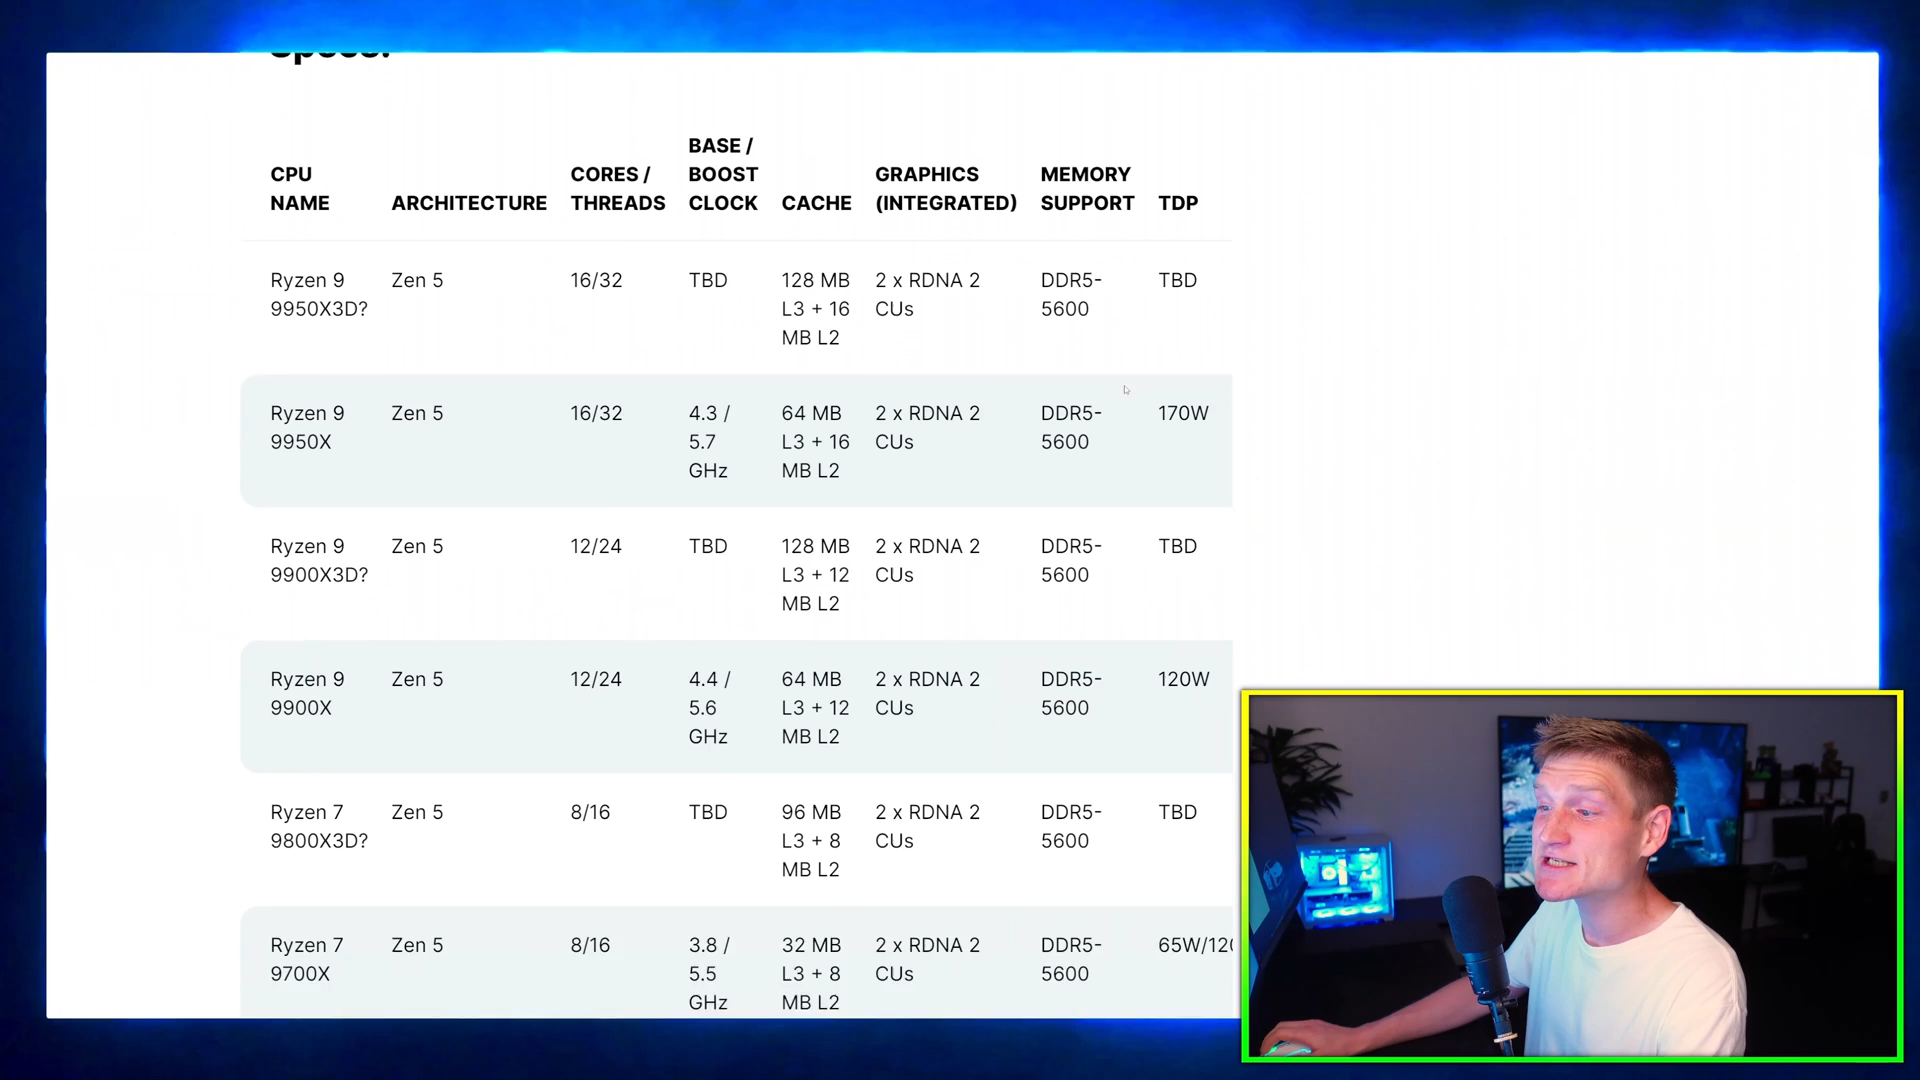 Specs:
BASE /
CPU CORES / BOOST GRAPHICS MEMORY
NAME ARCHITECTURE THREADS CLOCK CACHE (INTEGRATED) SUPPORT TDP
Ryzen 9 Zen 5 16/32 TBD 128 MB 2 x RDNA 2 DDR5- TBD
9950X3D? L3 + 16 CUs 5600
MB L2
Ryzen 9 Zen 5 16/32 4.3 / 64 MB 2 x RDNA 2 DDR5- 170W
9950X 5.7 L3 + 16 CUs 5600
GHz MB L2
Ryzen 9 Zen 5 12/24 TBD 128 MB 2 x RDNA 2 DDR5- TBD
9900X3D? L3 + 12 CUs 5600
MB L2
Ryzen 9 Zen 5 12/24 4.4 / 64 MB 2 x RDNA 2 DDR5- 120W
9900X 5.6 L3 + 12 CUs 5600
GHz MB L2
Ryzen 7 Zen 5 8/16 TBD 96 MB 2 x RDNA 2 DDR5- TBD
9800X3D? L3 + 8 CUs 5600
MB L2
Ryzen 7 Zen 5 8/16 3.8 / 32 MB 2 x RDNA 2 DDR5- 65W/120
9700X 5.5 L3 + 8 CUs 5600
GHz MB L2